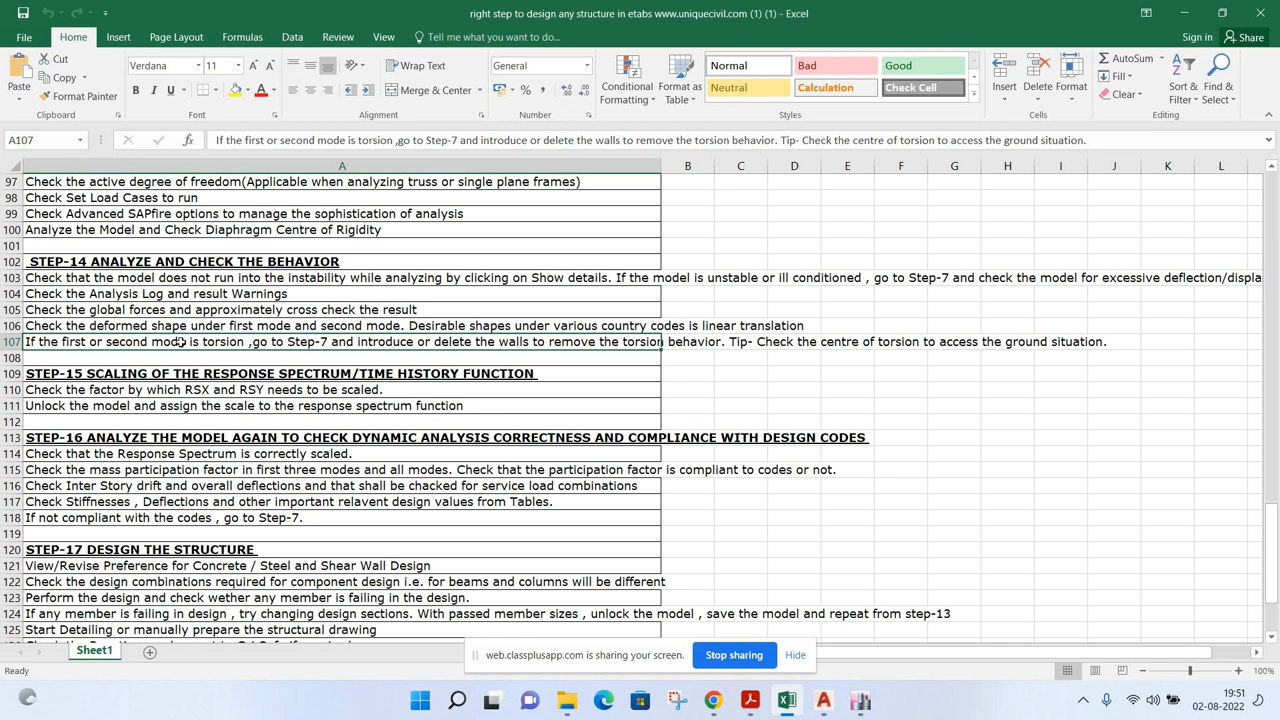 right step to design any structure in etabs www.uniquecivil.com (1) (1) - Excel
File Home Insert Page Layout Formulas Data Review View Tell me what you want to do... Sign in Share
Cut
Copy
Format Painter
Paste
Clipboard
Verdana 11
B I U
Font
Wrap Text
Merge & Center
Alignment
General
Number
Conditional Formatting
Format as Table
Normal Bad Good
Neutral Calculation Check Cell
Styles
Insert Delete Format
Cells
AutoSum
Fill
Clear
Sort & Filter
Find & Select
Editing
A107 If the first or second mode is torsion ,go to Step-7 and introduce or delete the walls to remove the torsion behavior. Tip- Check the centre of torsion to access the ground situation.
A B C D E F G H I J K L
97 Check the active degree of freedom(Applicable when analyzing truss or single plane frames)
98 Check Set Load Cases to run
99 Check Advanced SAPfire options to manage the sophistication of analysis
100 Analyze the Model and Check Diaphragm Centre of Rigidity
101
102 STEP-14 ANALYZE AND CHECK THE BEHAVIOR
103 Check that the model does not run into the instability while analyzing by clicking on Show details. If the model is unstable or ill conditioned , go to Step-7 and check the model for excessive deflection/displa
104 Check the Analysis Log and result Warnings
105 Check the global forces and approximately cross check the result
106 Check the deformed shape under first mode and second mode. Desirable shapes under various country codes is linear translation
107 If the first or second mode is torsion ,go to Step-7 and introduce or delete the walls to remove the torsion behavior. Tip- Check the centre of torsion to access the ground situation.
108
109 STEP-15 SCALING OF THE RESPONSE SPECTRUM/TIME HISTORY FUNCTION
110 Check the factor by which RSX and RSY needs to be scaled.
111 Unlock the model and assign the scale to the response spectrum function
112
113 STEP-16 ANALYZE THE MODEL AGAIN TO CHECK DYNAMIC ANALYSIS CORRECTNESS AND COMPLIANCE WITH DESIGN CODES
114 Check that the Response Spectrum is correctly scaled.
115 Check the mass participation factor in first three modes and all modes. Check that the participation factor is compliant to codes or not.
116 Check Inter Story drift and overall deflections and that shall be chacked for service load combinations
117 Check Stiffnesses , Deflections and other important relavent design values from Tables.
118 If not compliant with the codes , go to Step-7.
119
120 STEP-17 DESIGN THE STRUCTURE
121 View/Revise Preference for Concrete / Steel and Shear Wall Design
122 Check the design combinations required for component design i.e. for beams and columns will be different
123 Perform the design and check wether any member is failing in the design.
124 If any member is failing in design , try changing design sections. With passed member sizes , unlock the model , save the model and repeat from step-13
125 Start Detailing or manually prepare the structural drawing
Sheet1
web.classplusapp.com is sharing your screen. Stop sharing Hide
Ready 100%
19:51
02-08-2022